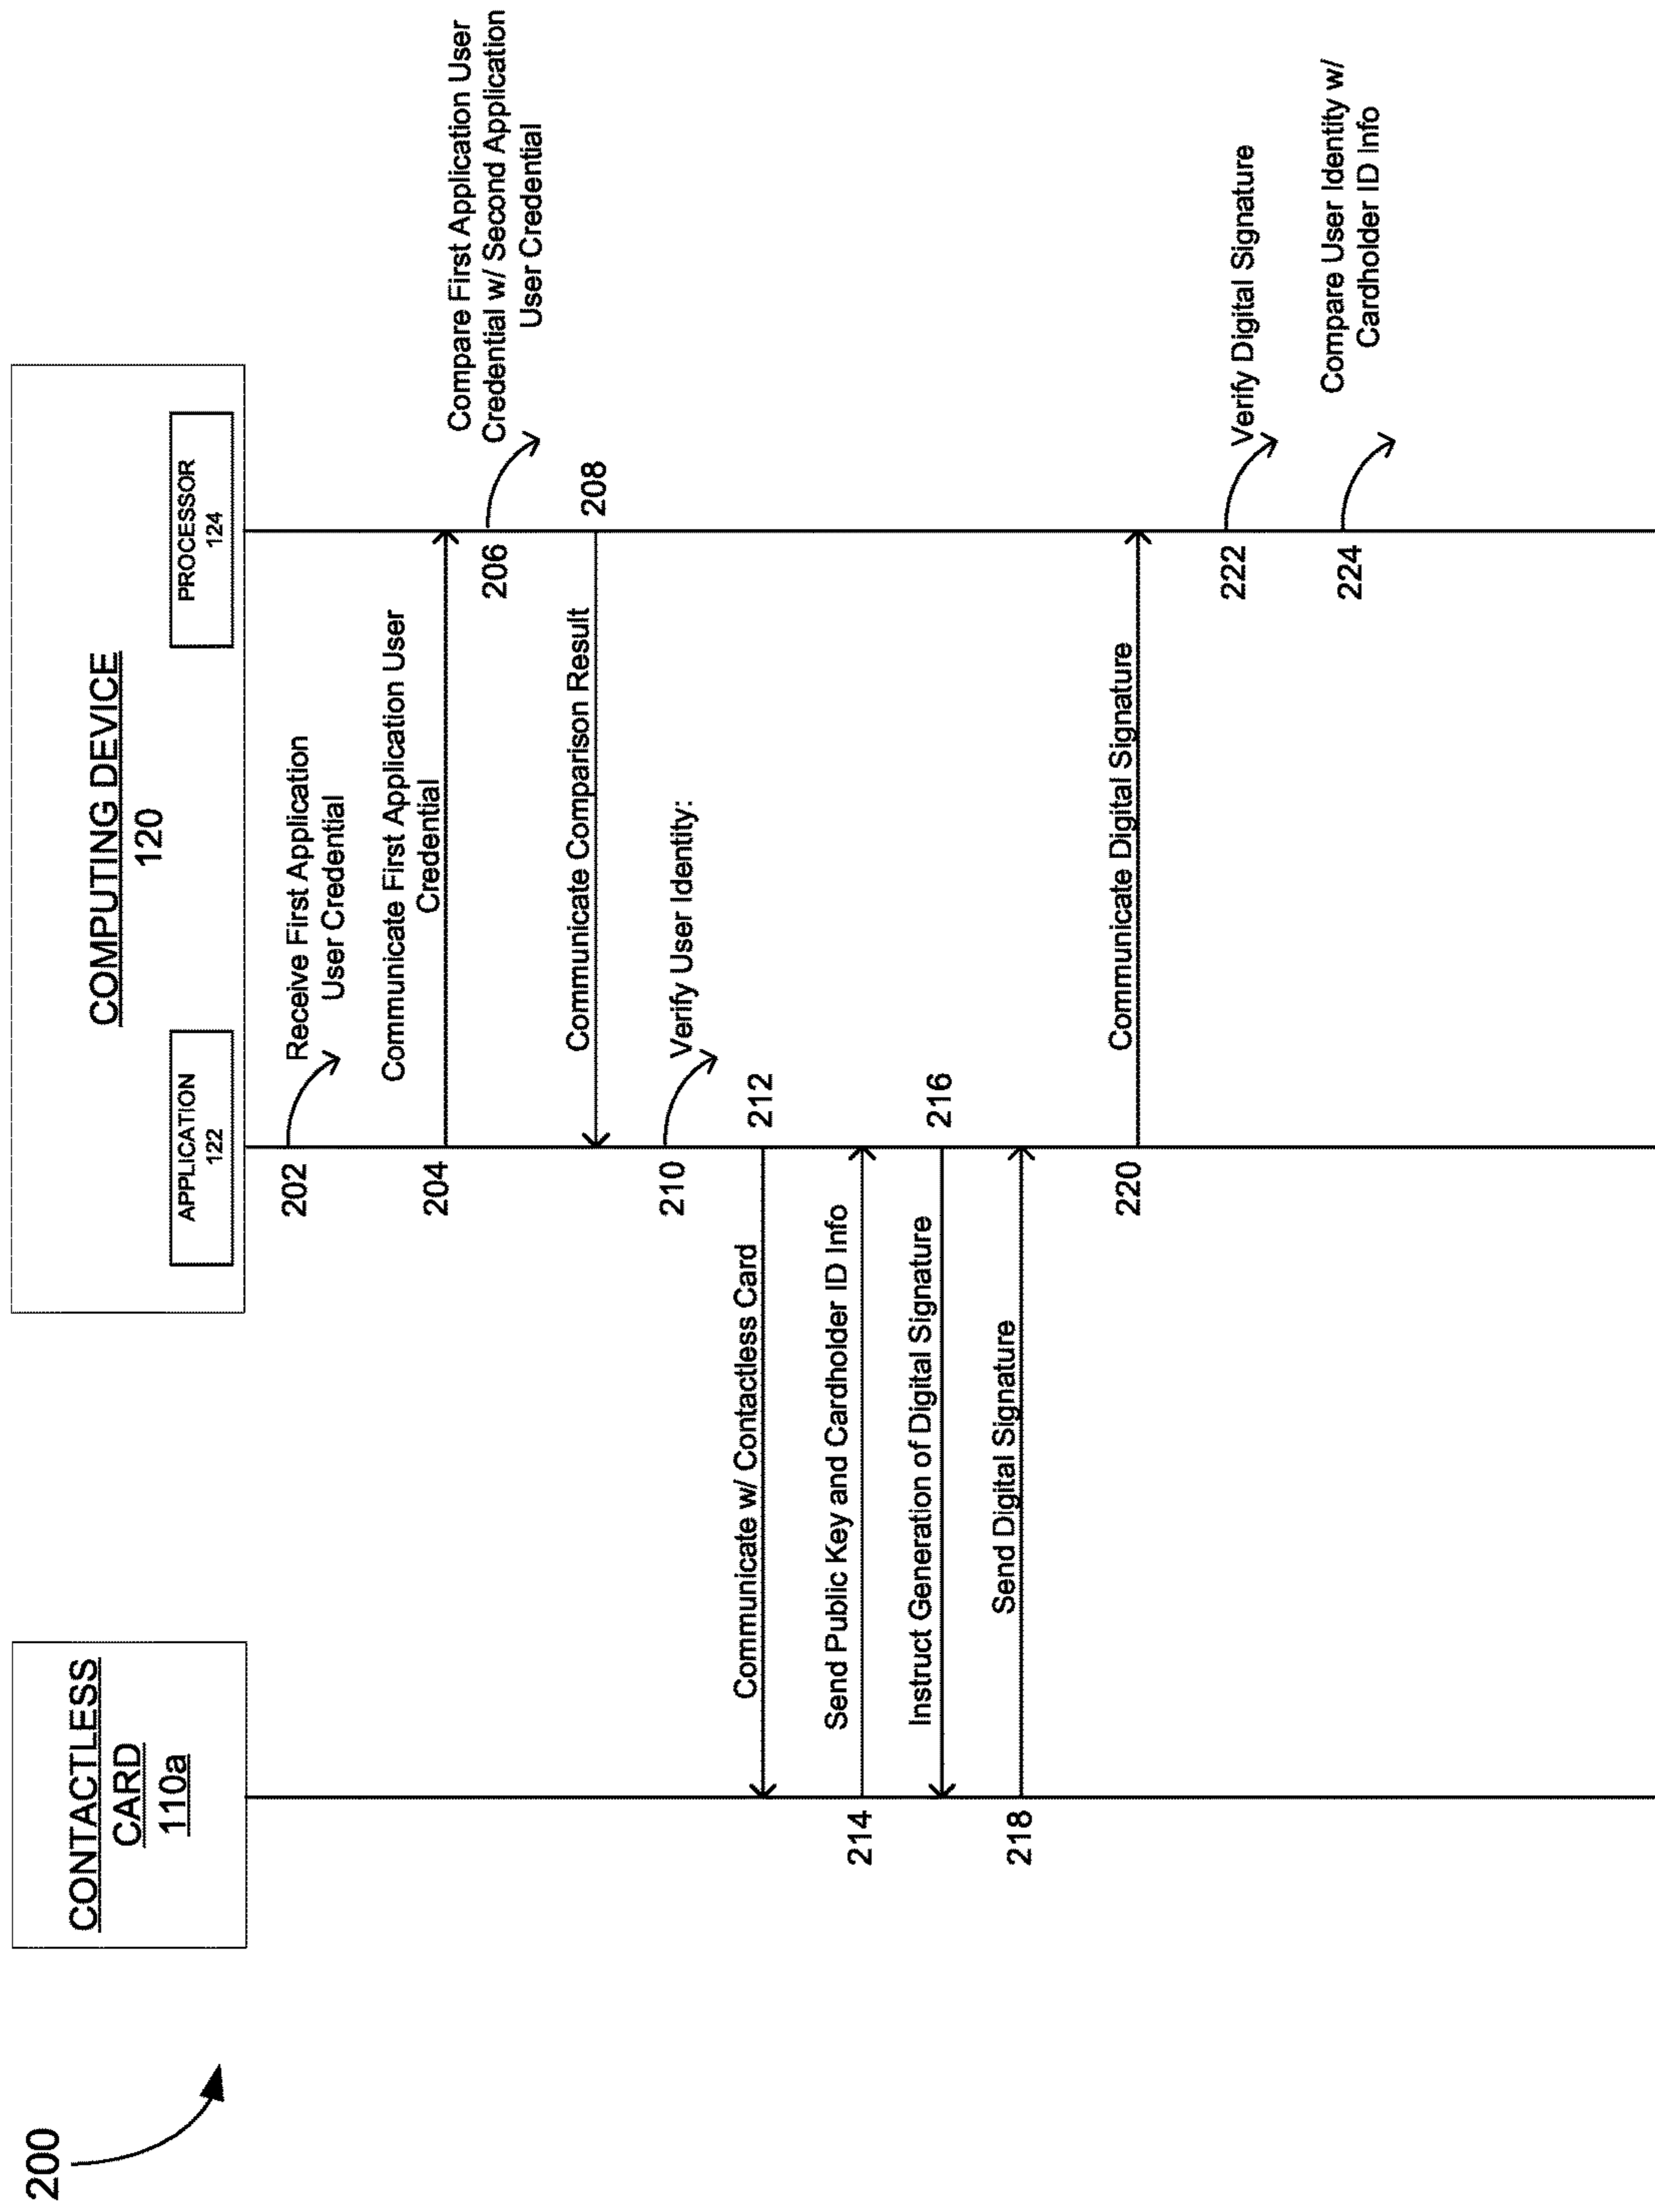 200
CONTACTLESS
CARD
110a
COMPUTING DEVICE
120
APPLICATION
122
PROCESSOR
124
202
Receive First Application
User Credential
204
Communicate First Application User
Credential
206
Compare First Application User
Credential w/ Second Application
User Credential
208
Communicate Comparison Result
210
Verify User Identity:
212
Communicate w/ Contactless Card
214
Send Public Key and Cardholder ID Info
216
Instruct Generation of Digital Signature
218
Send Digital Signature
220
Communicate Digital Signature
222
Verify Digital Signature
224
Compare User Identity w/
Cardholder ID Info